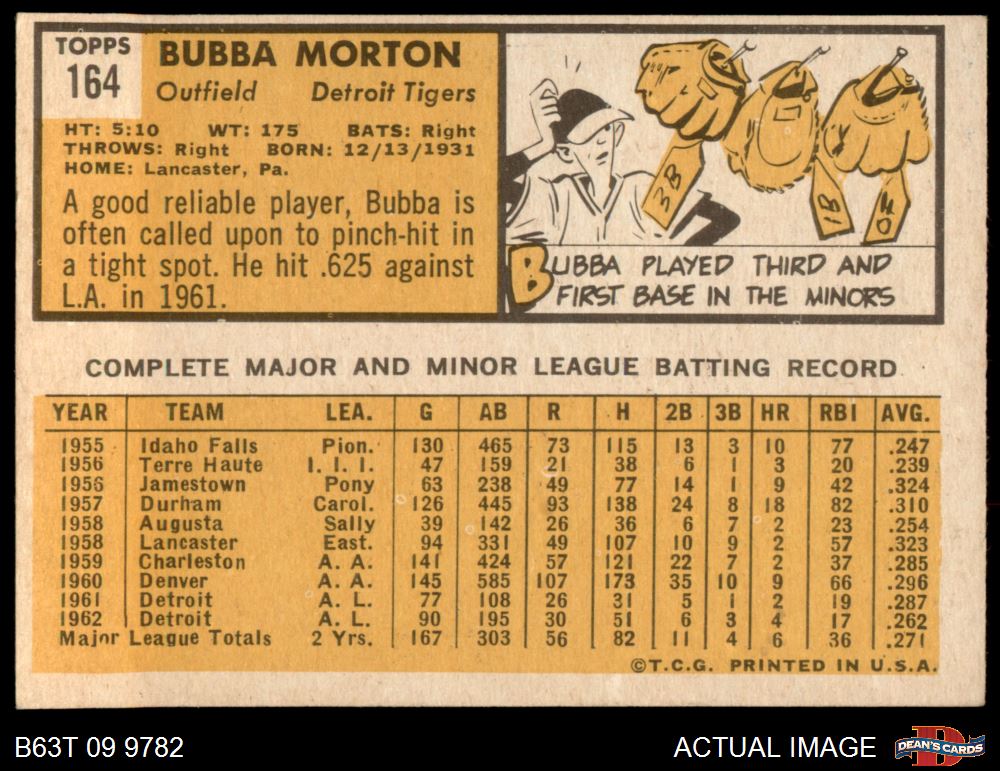 TOPPS
164
BUBBA MORTON
Outfield Detroit Tigers
HT: 5:10 WT: 175 BATS: Right
THROWS: Right BORN: 12/13/1931
HOME: Lancaster, Pa.
A good reliable player, Bubba is
often called upon to pinch-hit in
a tight spot. He hit .625 against
L.A. in 1961.
3B
1B
OF
BUBBA PLAYED THIRD AND
FIRST BASE IN THE MINORS
COMPLETE MAJOR AND MINOR LEAGUE BATTING RECORD
YEAR TEAM LEA. G AB R H 2B 3B HR RBI AVG.
1955 Idaho Falls Pion. 130 465 73 115 13 3 10 77 .247
1956 Terre Haute I. I. I. 47 159 21 38 6 1 3 20 .239
1956 Jamestown Pony 63 238 49 77 14 1 9 42 .324
1957 Durham Carol. 126 445 93 138 24 8 18 82 .310
1958 Augusta Sally 39 142 26 36 6 7 2 23 .254
1958 Lancaster East. 94 331 49 107 10 9 2 57 .323
1959 Charleston A. A. 141 424 57 121 22 7 2 37 .285
1960 Denver A. A. 145 585 107 173 35 10 9 66 .296
1961 Detroit A. L. 77 108 26 31 5 1 2 19 .287
1962 Detroit A. L. 90 195 30 51 6 3 4 17 .262
Major League Totals 2 Yrs. 167 303 56 82 11 4 6 36 .271
©T.C.G. PRINTED IN U.S.A.
B63T 09 9782
ACTUAL IMAGE
D
DEAN'S CARDS